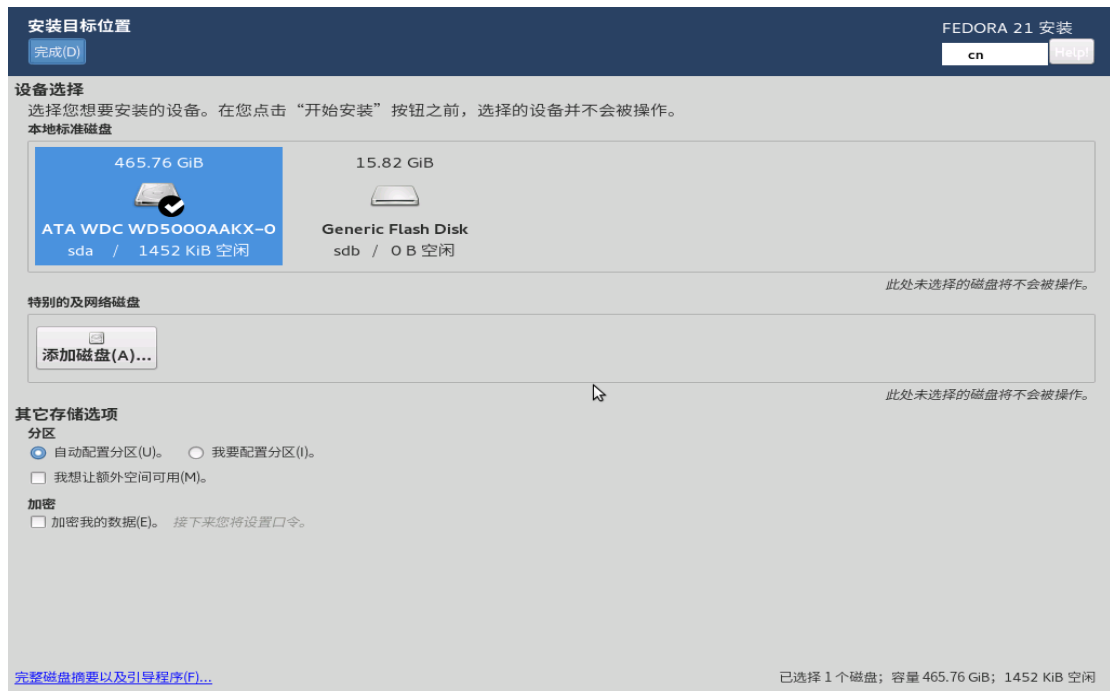 安装目标位置
FEDORA 21 安装
完成(D)
cn
Help!
设备选择
选择您想要安装的设备。在您点击“开始安装”按钮之前，选择的设备并不会被操作。
本地标准磁盘
465.76 GiB
ATA WDC WD5000AAKX-0
sda / 1452 KiB 空闲
15.82 GiB
Generic Flash Disk
sdb / 0 B 空闲
此处未选择的磁盘将不会被操作。
特别的及网络磁盘
添加磁盘(A)...
此处未选择的磁盘将不会被操作。
其它存储选项
分区
自动配置分区(U)。 我要配置分区(I)。
我想让额外空间可用(M)。
加密
加密我的数据(E)。 接下来您将设置口令。
完整磁盘摘要以及引导程序(F)...
已选择 1 个磁盘；容量 465.76 GiB；1452 KiB 空闲